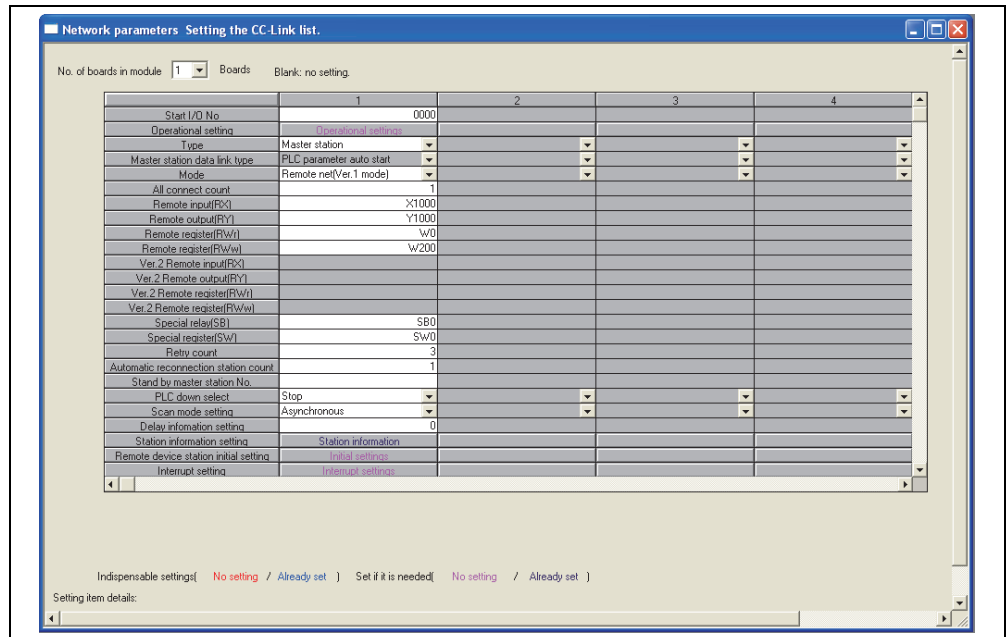 Network parameters Setting the CC-Link list.
No. of boards in module 1 Boards Blank: no setting.
1 2 3 4
Start I/O No 0000
Operational setting Operational settings
Type Master station
Master station data link type PLC parameter auto start
Mode Remote net(Ver.1 mode)
All connect count 1
Remote input(RX) X1000
Remote output(RY) Y1000
Remote register(RWr) W0
Remote register(RWw) W200
Ver.2 Remote input(RX)
Ver.2 Remote output(RY)
Ver.2 Remote register(RWr)
Ver.2 Remote register(RWw)
Special relay(SB) SB0
Special register(SW) SW0
Retry count 3
Automatic reconnection station count 1
Stand by master station No.
PLC down select Stop
Scan mode setting Asynchronous
Delay infomation setting 0
Station information setting Station information
Remote device station initial setting Initial settings
Interrupt setting Interrupt settings
Indispensable settings( No setting / Already set ) Set if it is needed( No setting / Already set )
Setting item details: